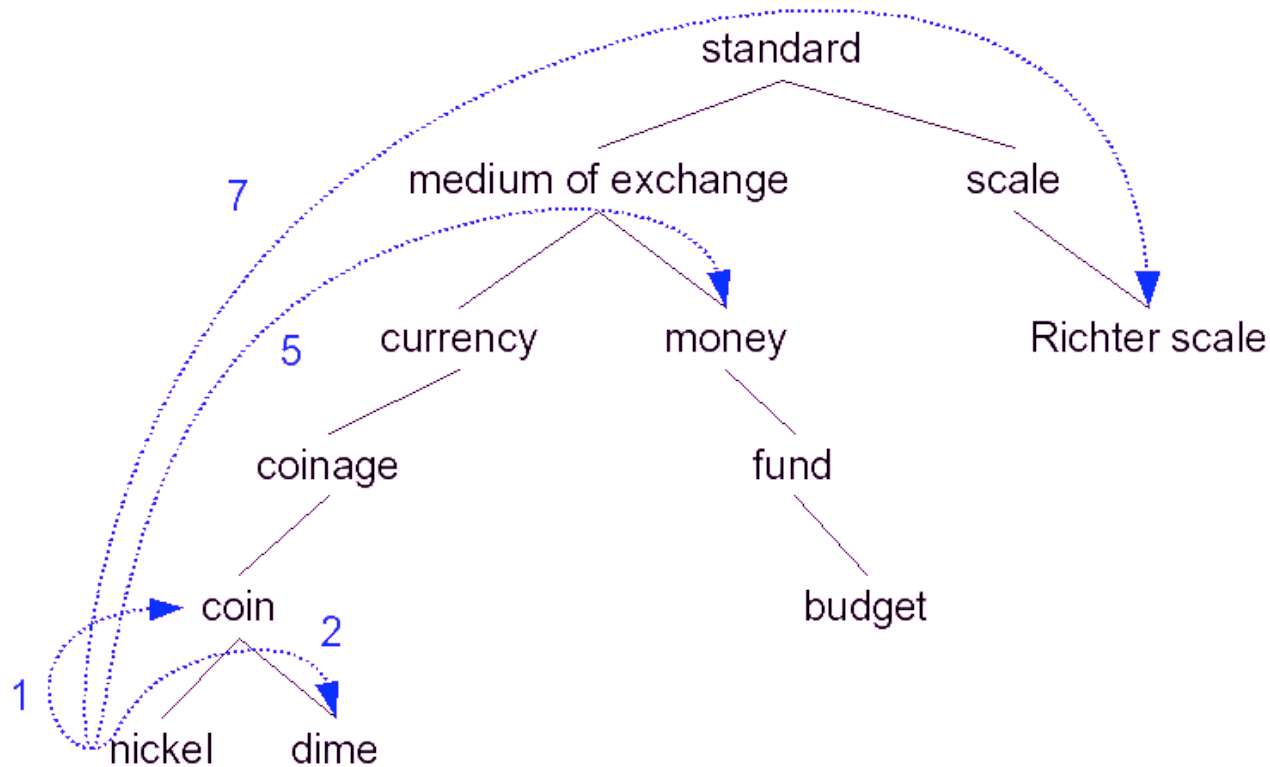 standard
medium of exchange
scale
7
5
currency
money
Richter scale
coinage
fund
coin
budget
2
1
nickel
dime